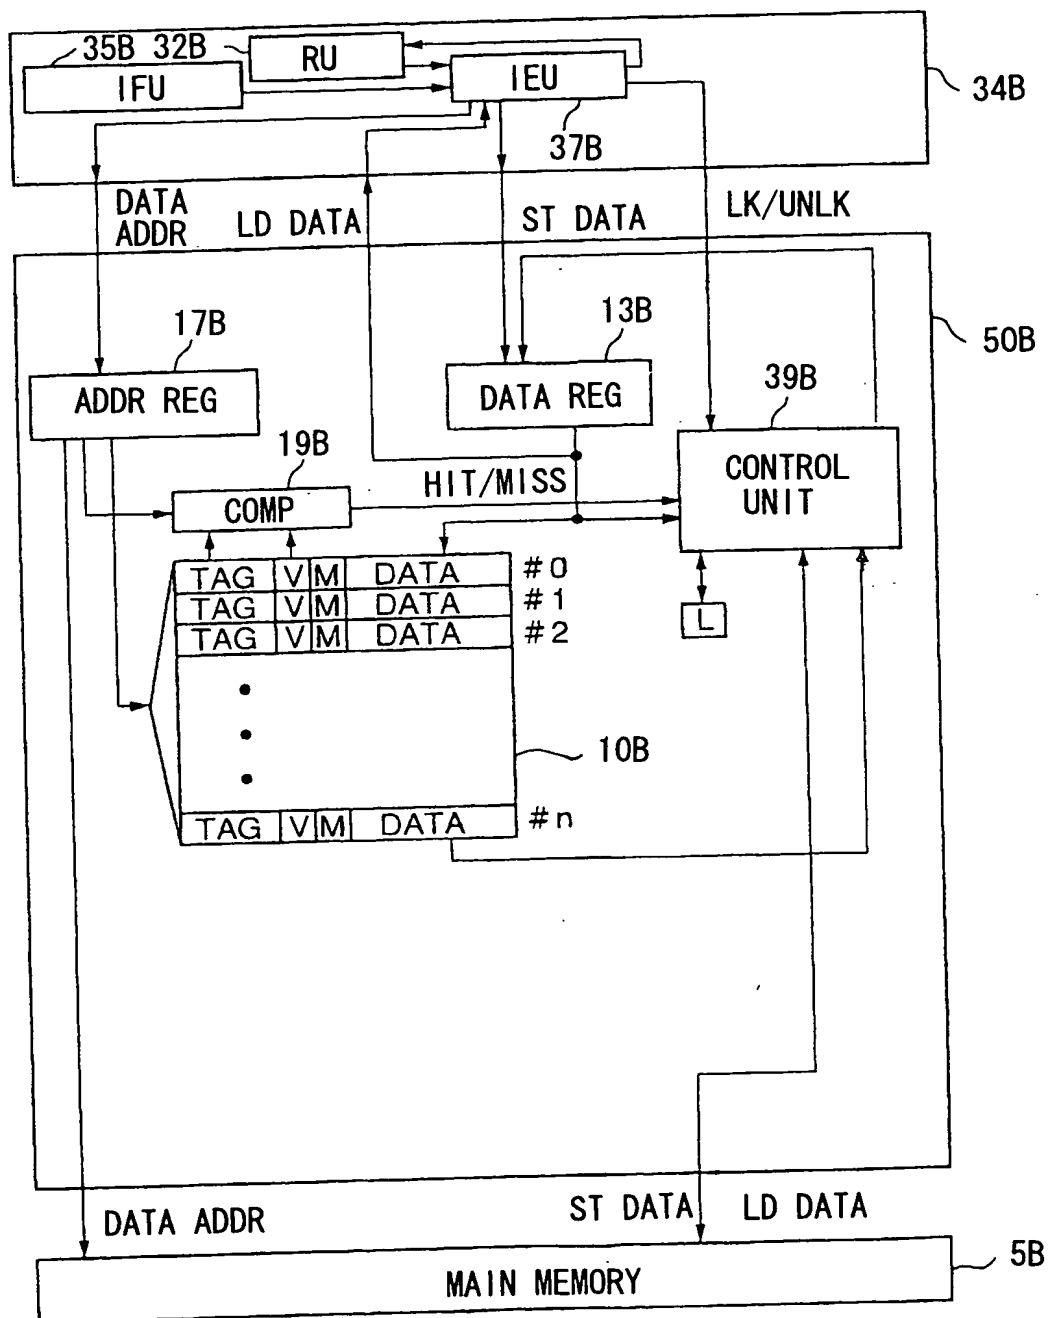 35B 32B
RU
IFU
IEU
34B
37B
DATA
ADDR
LD DATA
ST DATA
LK/UNLK
17B
13B
50B
ADDR REG
DATA REG
39B
19B
HIT/MISS
CONTROL
UNIT
COMP
TAG V M DATA #0
TAG V M DATA #1
TAG V M DATA #2
L
10B
TAG V M DATA #n
DATA ADDR
ST DATA
LD DATA
5B
MAIN MEMORY